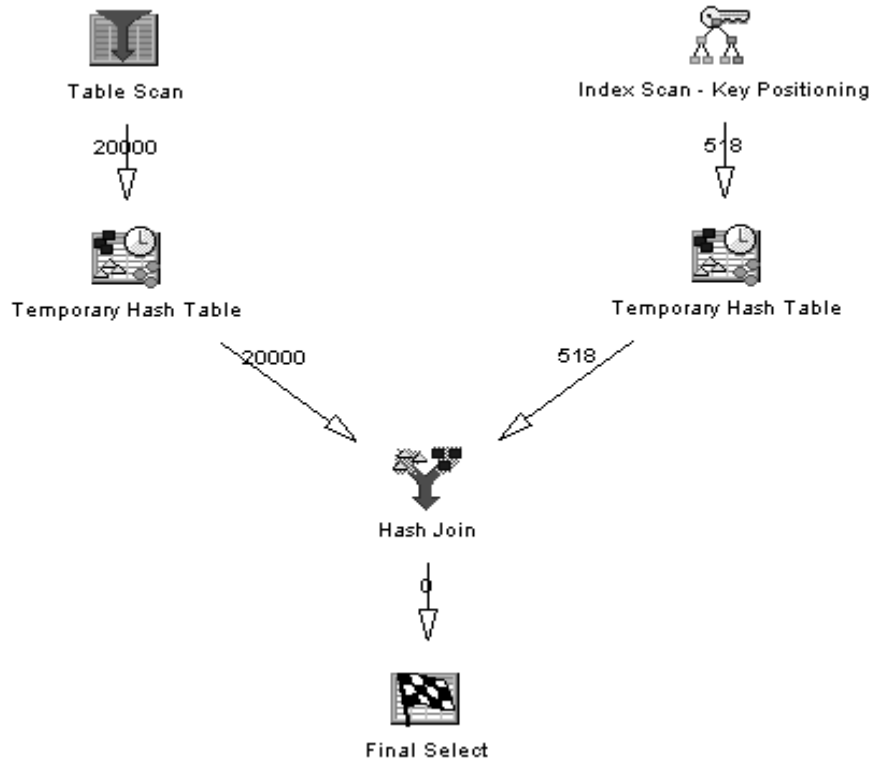 Table Scan
Index Scan - Key Positioning
20000
518
Temporary Hash Table
Temporary Hash Table
20000
518
Hash Join
0
Final Select